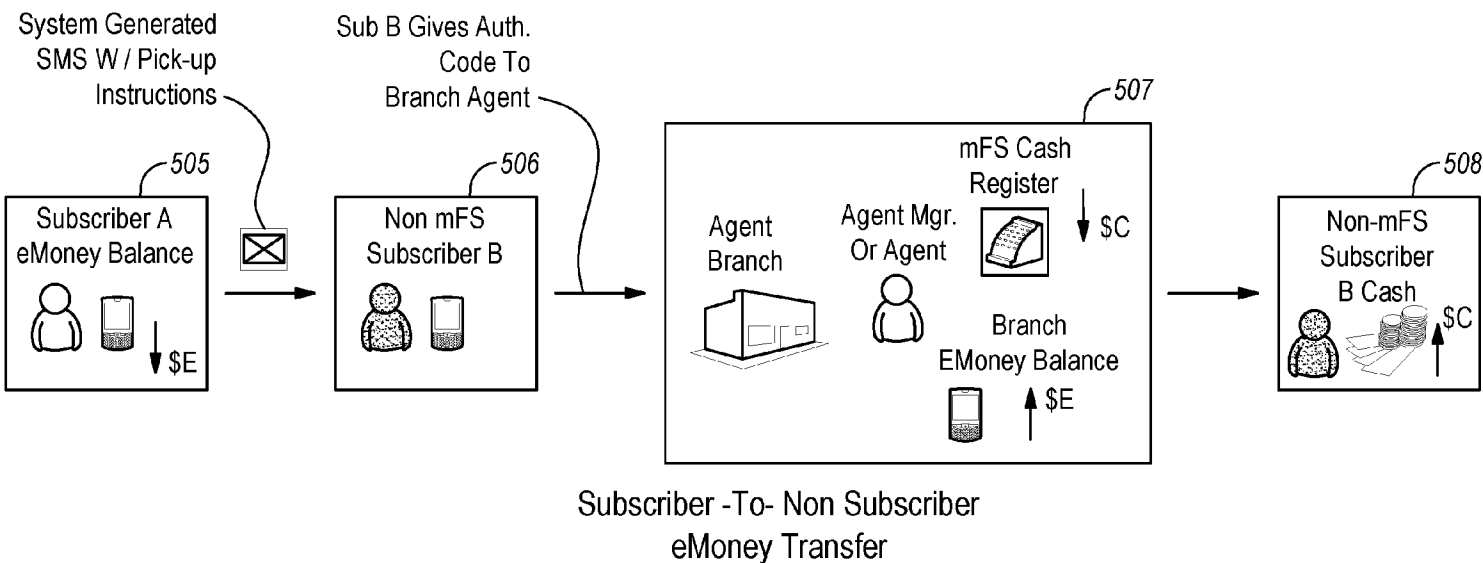 System Generated
SMS W / Pick-up
Instructions
Sub B Gives Auth.
Code To
Branch Agent
505
Subscriber A
eMoney Balance
$E
506
Non mFS
Subscriber B
507
Agent
Branch
Agent Mgr.
Or Agent
mFS Cash
Register
$C
Branch
EMoney Balance
$E
508
Non-mFS
Subscriber
B Cash
$C
Subscriber -To- Non Subscriber
eMoney Transfer